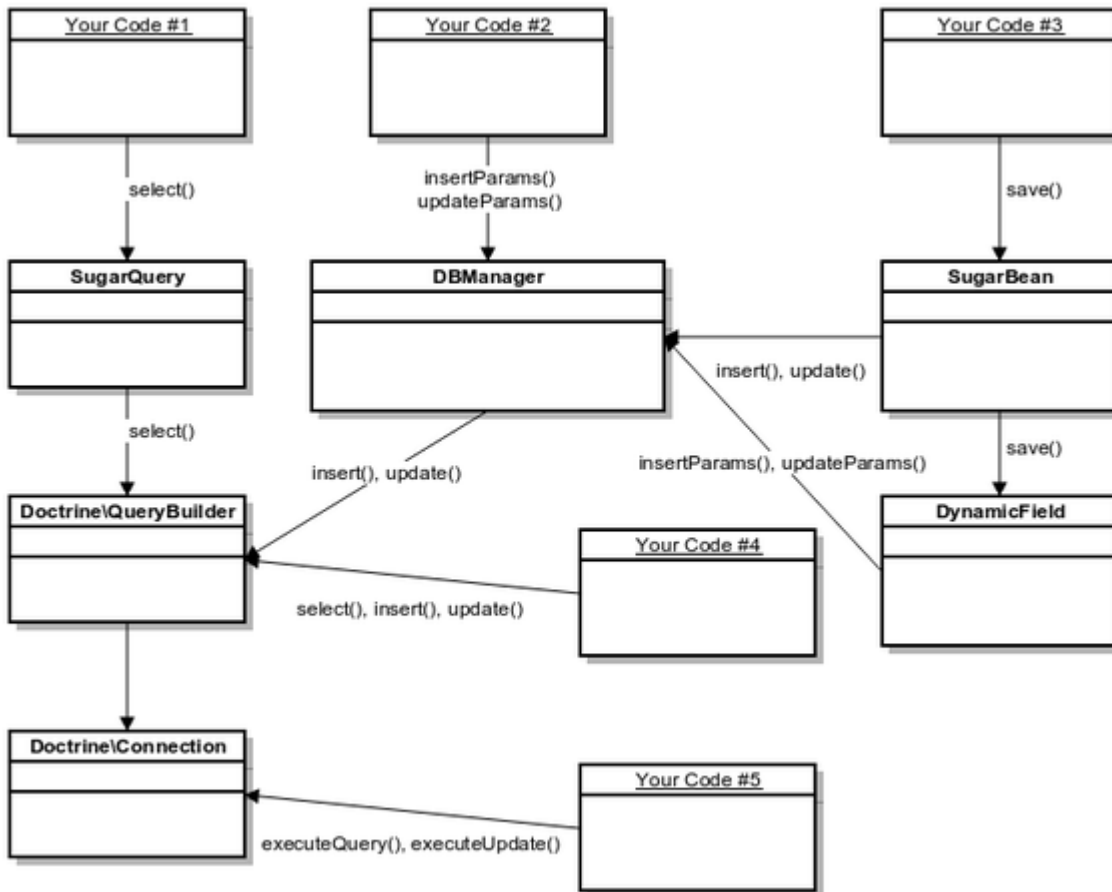 Your Code #1
Your Code #2
Your Code #3
select()
insertParams()
updateParams()
save()
SugarQuery
DBManager
SugarBean
insert(), update()
select()
save()
insert(), update()
insertParams(), updateParams()
Doctrine\QueryBuilder
DynamicField
Your Code #4
select(), insert(), update()
Doctrine\Connection
Your Code #5
executeQuery(), executeUpdate()